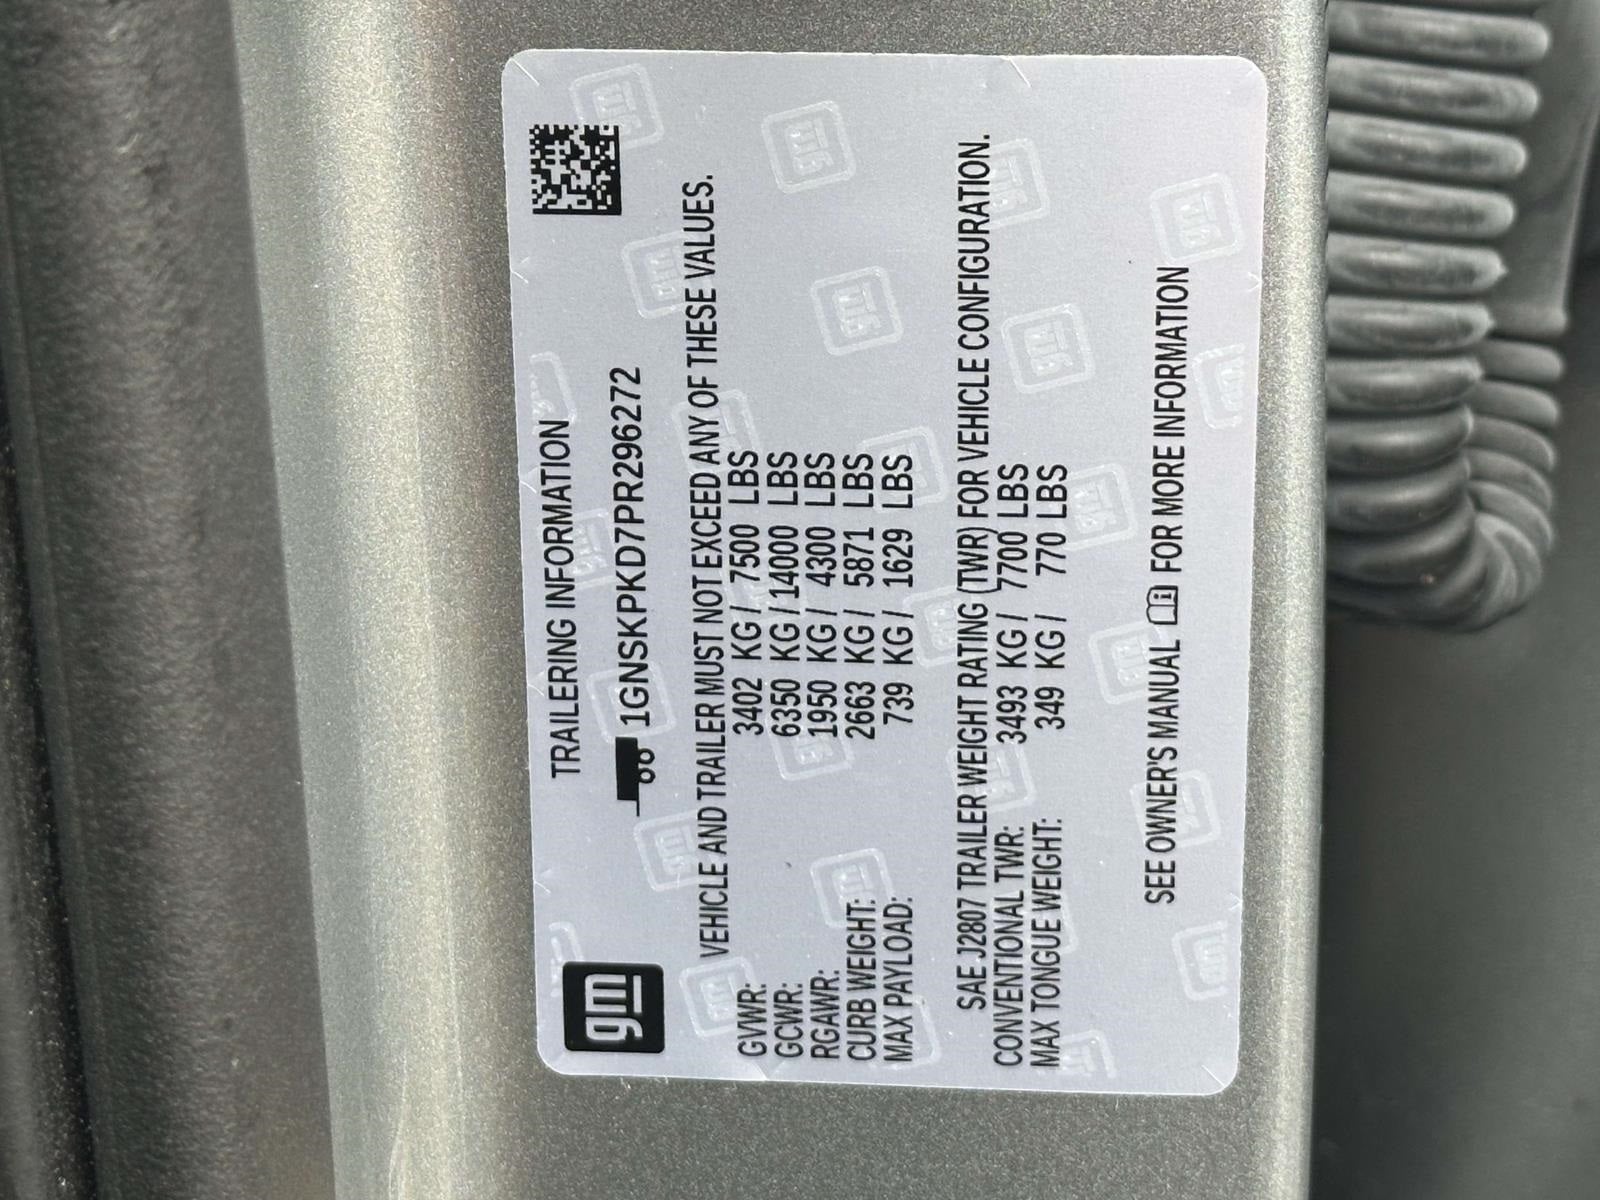 TRAILERING INFORMATION
gm
1GNSKPKD7PR296272
VEHICLE AND TRAILER MUST NOT EXCEED ANY OF THESE VALUES.
GVWR: 3402 KG / 7500 LBS
GCWR: 6350 KG / 14000 LBS
RGAWR: 1950 KG / 4300 LBS
CURB WEIGHT: 2663 KG / 5871 LBS
MAX PAYLOAD: 739 KG / 1629 LBS
SAE J2807 TRAILER WEIGHT RATING (TWR) FOR VEHICLE CONFIGURATION.
CONVENTIONAL TWR: 3493 KG / 7700 LBS
MAX TONGUE WEIGHT: 349 KG / 770 LBS
SEE OWNER'S MANUAL FOR MORE INFORMATION